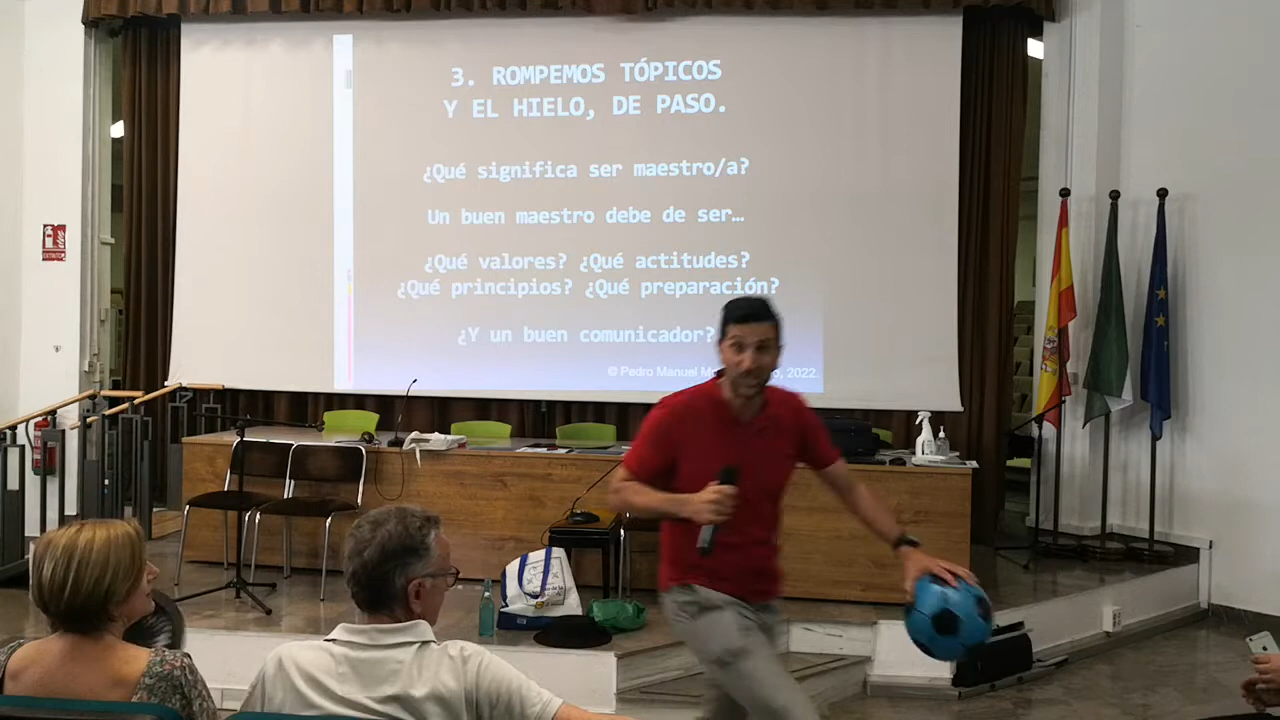 3. ROMPEMOS TÓPICOS
Y EL HIELO, DE PASO.
¿Qué significa ser maestro/a?
Un buen maestro debe de ser…
¿Qué valores? ¿Qué actitudes?
¿Qué principios? ¿Qué preparación?
¿Y un buen comunicador?
© Pedro Manuel
2022.